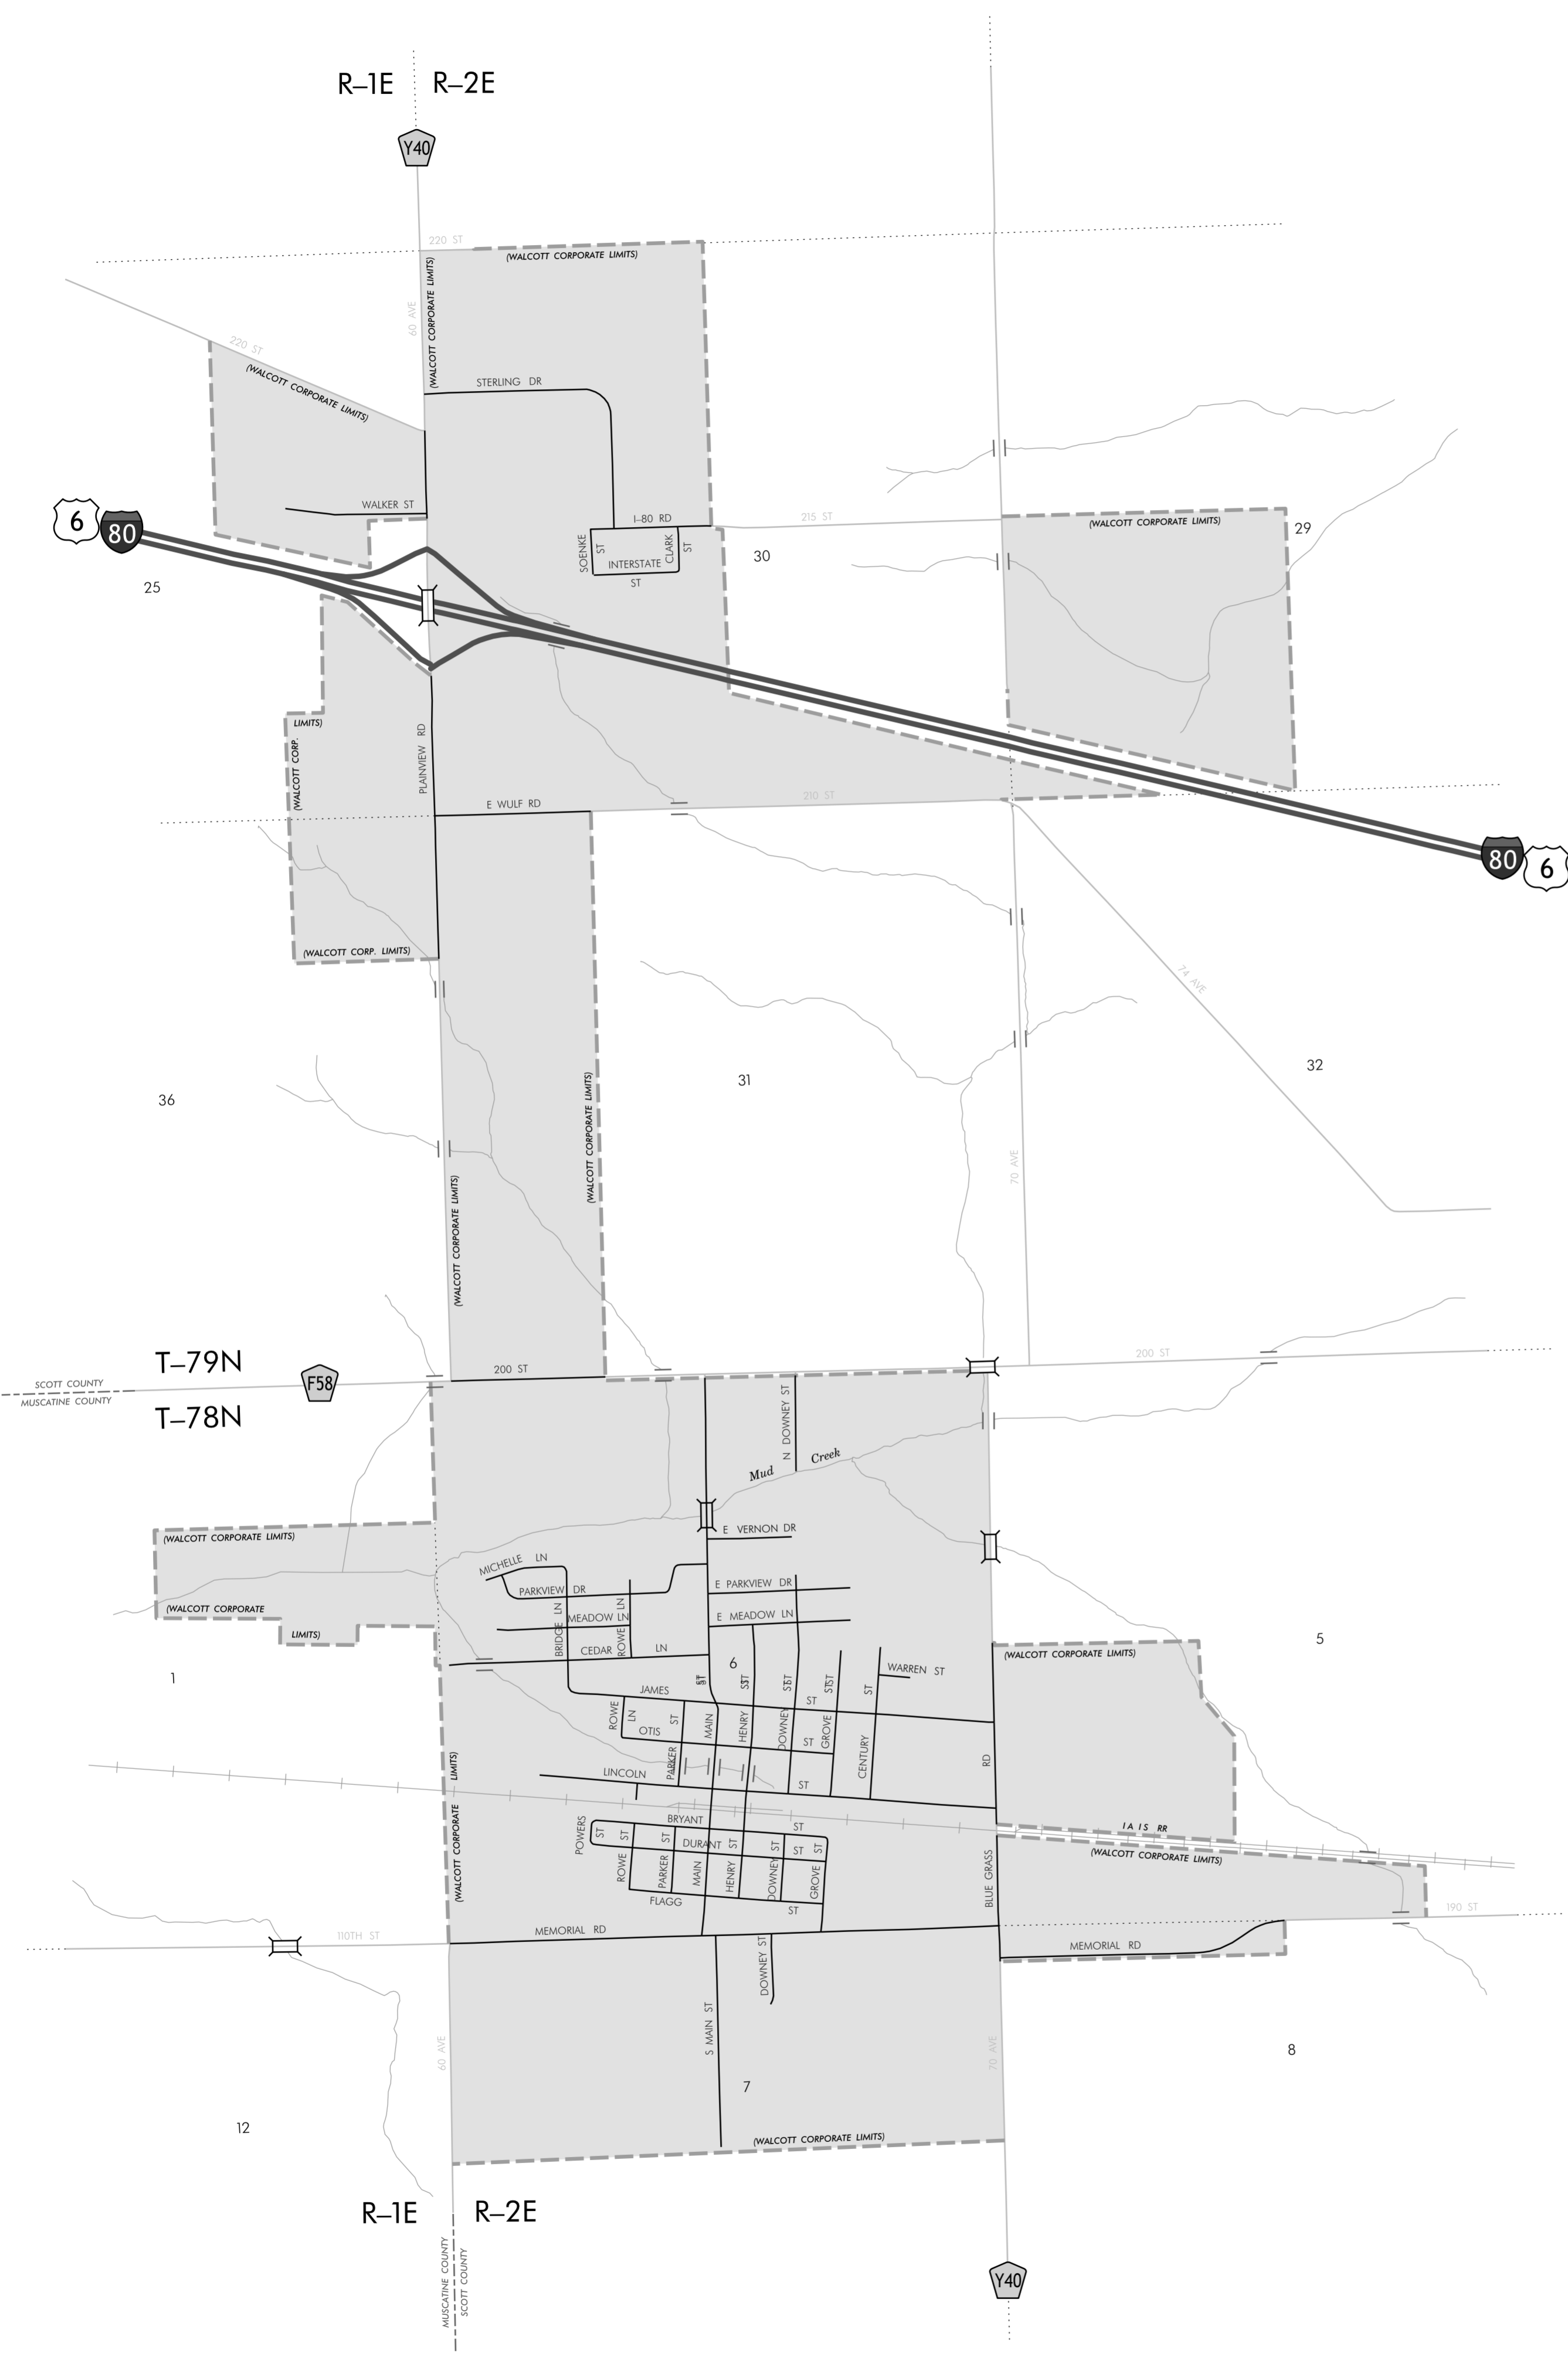 R–1E R–2E
Y40
220 ST
(WALCOTT CORPORATE LIMITS)
(WALCOTT CORPORATE LIMITS)
60 AVE
220 ST
(WALCOTT CORPORATE LIMITS)
STERLING DR
WALKER ST
6
80
I–80 RD
215 ST
(WALCOTT CORPORATE LIMITS)
29
SOENKE
ST
CLARK
ST
INTERSTATE
ST
30
25
LIMITS)
(WALCOTT CORP.
PLAINVIEW RD
E WULF RD
210 ST
80
6
(WALCOTT CORP. LIMITS)
74 AVE
36
31
32
(WALCOTT CORPORATE LIMITS)
(WALCOTT CORPORATE LIMITS)
70 AVE
T–79N
F58
200 ST
200 ST
SCOTT COUNTY
MUSCATINE COUNTY
T–78N
N DOWNEY ST
Mud Creek
(WALCOTT CORPORATE LIMITS)
E VERNON DR
MICHELLE LN
PARKVIEW DR
E PARKVIEW DR
(WALCOTT CORPORATE
LIMITS)
BRIDGE LN
MEADOW LN
ROWE LN
E MEADOW LN
CEDAR LN
6
5
1
(WALCOTT CORPORATE LIMITS)
WARREN ST
JAMES ST
ST
ST
ST
ST
ST
ROWE
LN
OTIS ST
ST
PARKER
MAIN
HENRY
DOWNEY
GROVE
CENTURY
RD
LINCOLN ST
(WALCOTT CORPORATE LIMITS)
I A I S RR
(WALCOTT CORPORATE LIMITS)
POWERS
ST
BRYANT ST
ST
ST
DURANT ST
ST
ST
ST
ROWE
PARKER
MAIN
HENRY
DOWNEY
GROVE
BLUE GRASS
FLAGG ST
190 ST
110TH ST
MEMORIAL RD
MEMORIAL RD
DOWNEY ST
S MAIN ST
60 AVE
70 AVE
8
7
12
(WALCOTT CORPORATE LIMITS)
R–1E R–2E
MUSCATINE COUNTY
SCOTT COUNTY
Y40